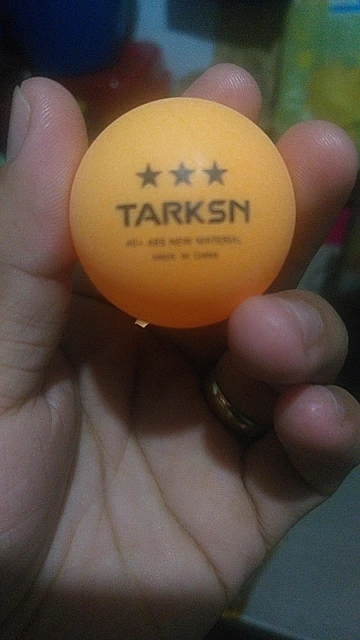 ★★★
TARKSN
40+ ABS NEW MATERIAL
MADE IN CHINA